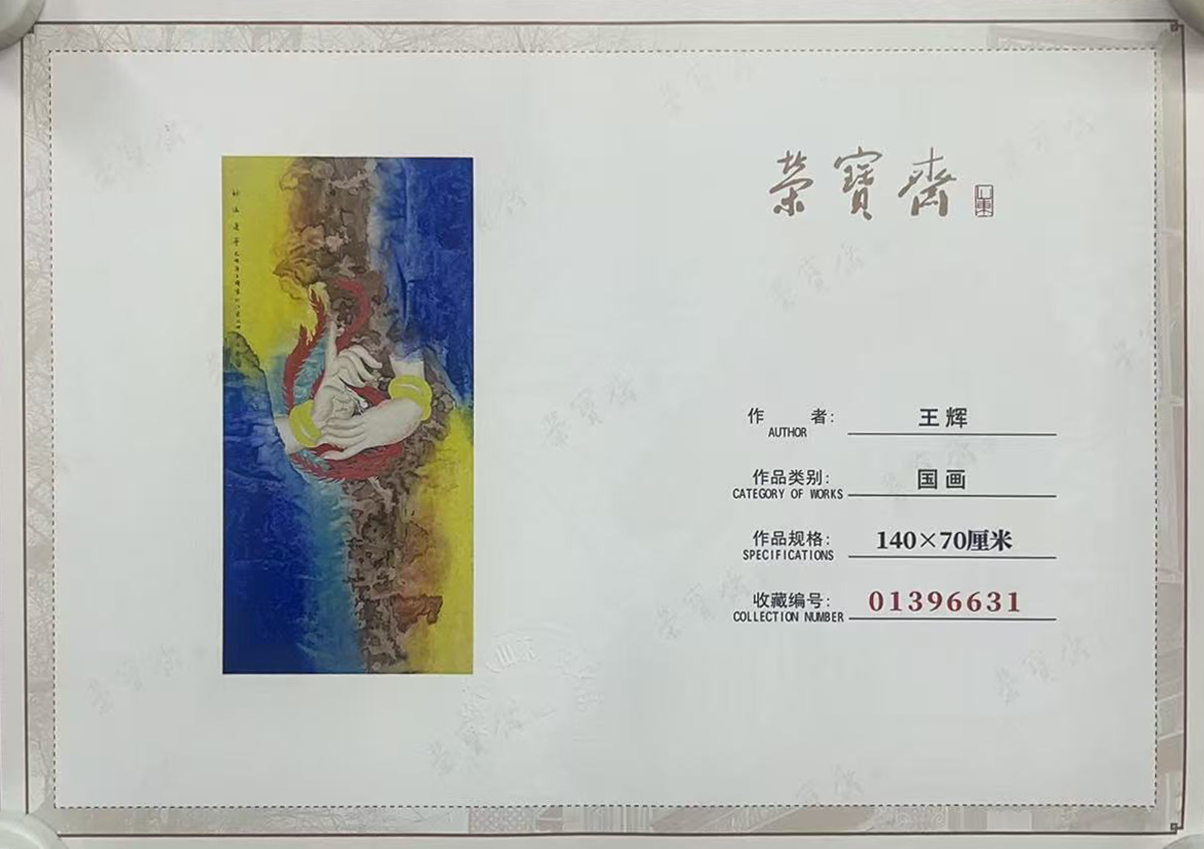 榮寶齋
作者: 王辉
AUTHOR
作品类别: 国画
CATEGORY OF WORKS
作品规格: 140×70厘米
SPECIFICATIONS
收藏编号: 01396631
COLLECTION NUMBER